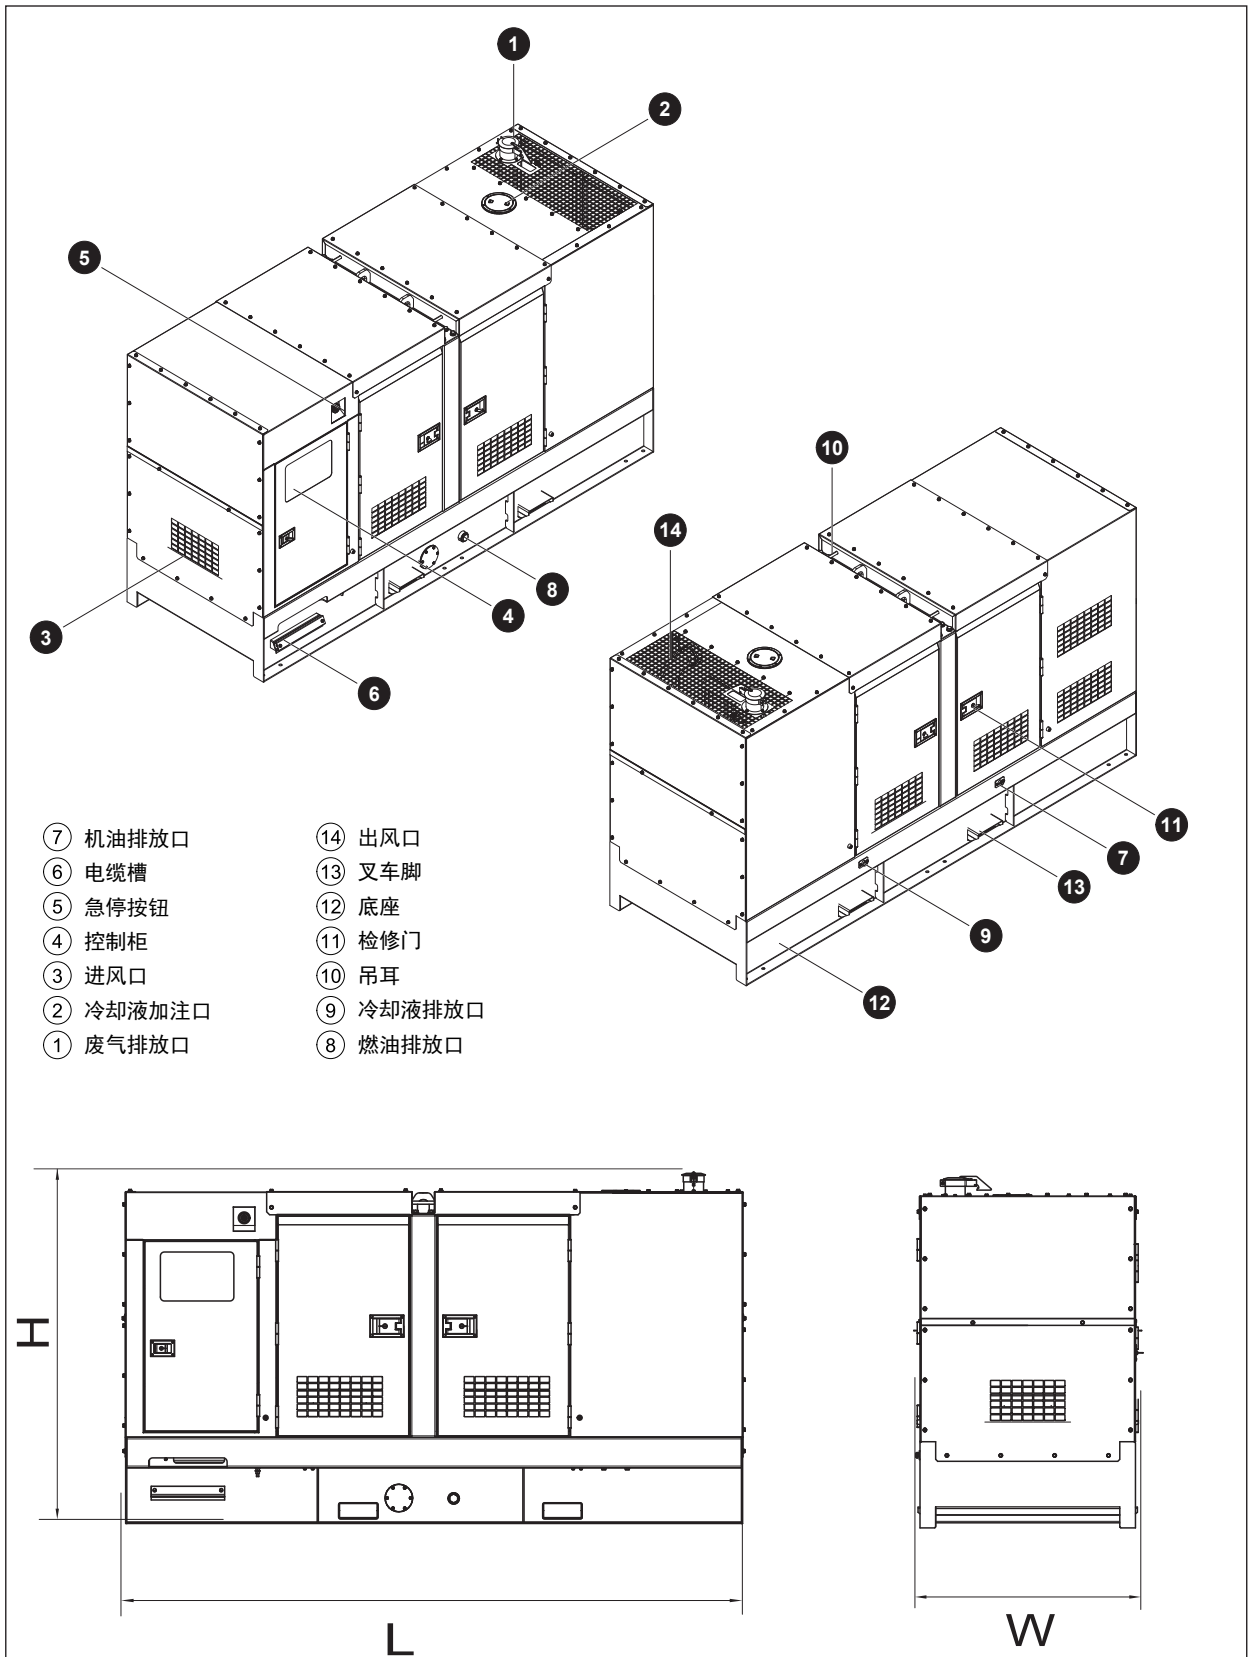 1
2
5
10
14
8
4
3
6
11
7
13
9
12
⑦ 机油排放口
⑥ 电缆槽
⑤ 急停按钮
④ 控制柜
③ 进风口
② 冷却液加注口
① 废气排放口
⑭ 出风口
⑬ 叉车脚
⑫ 底座
⑪ 检修门
⑩ 吊耳
⑨ 冷却液排放口
⑧ 燃油排放口
H
L
W